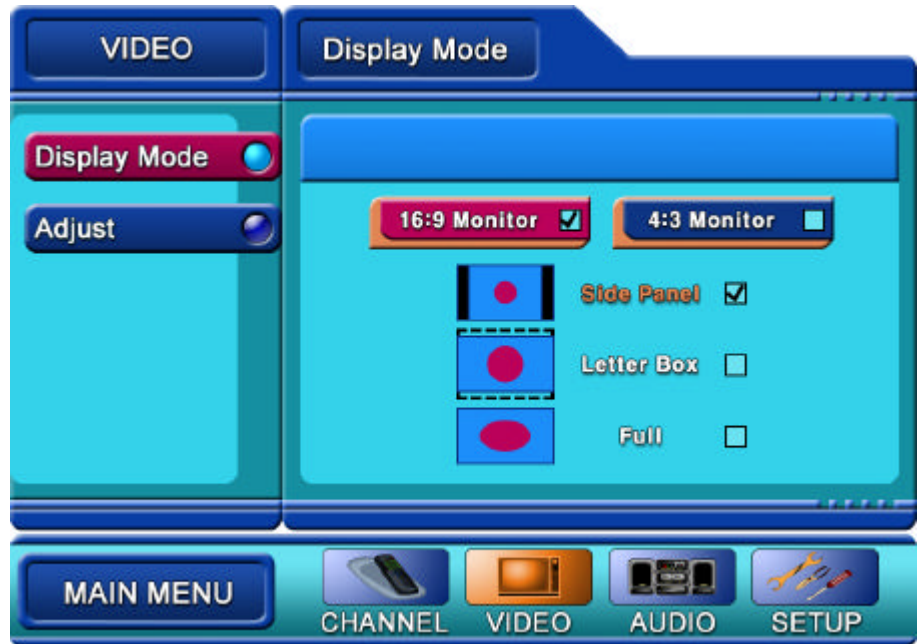 VIDEO
Display Mode
Display Mode
Adjust
16:9 Monitor
4:3 Monitor
Side Panel
Letter Box
Full
MAIN MENU
CHANNEL
VIDEO
AUDIO
SETUP